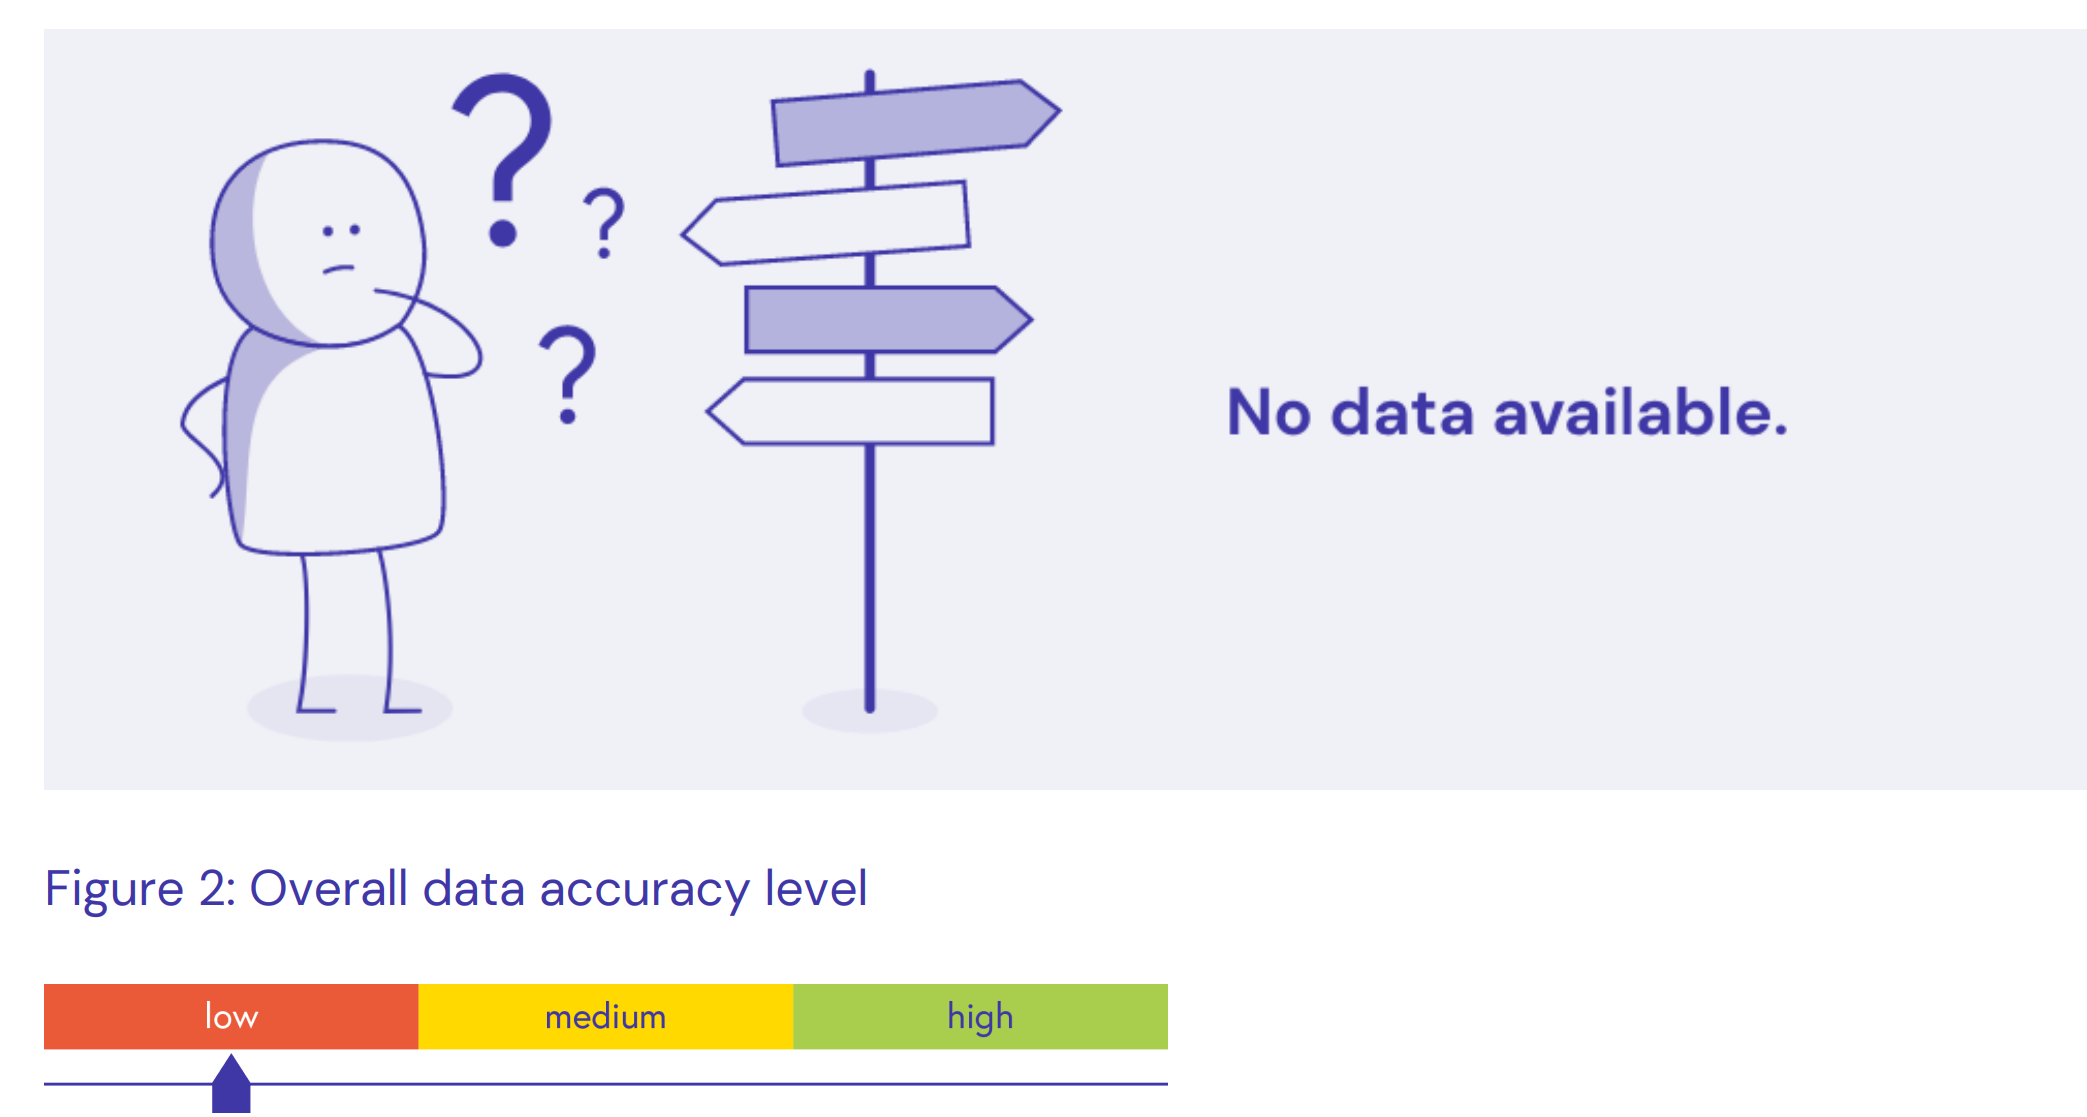 ?
?
?
No data available.
Figure 2: Overall data accuracy level
low medium high